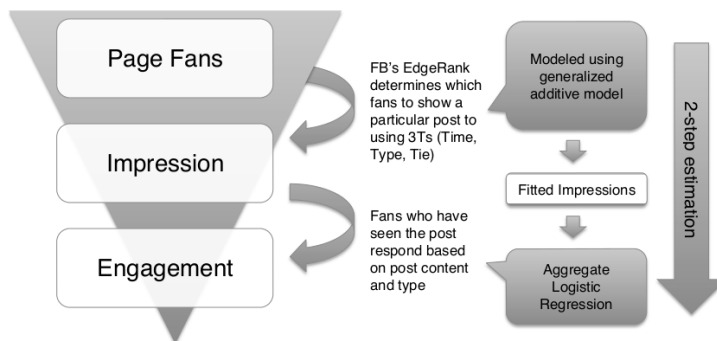 Page Fans
Impression
Engagement
FB's EdgeRank
determines which
fans to show a
particular post to
using 3Ts (Time,
Type, Tie)
Fans who have
seen the post
respond based
on post content
and type
Modeled using
generalized
additive model
Fitted Impressions
Aggregate
Logistic
Regression
2-step estimation